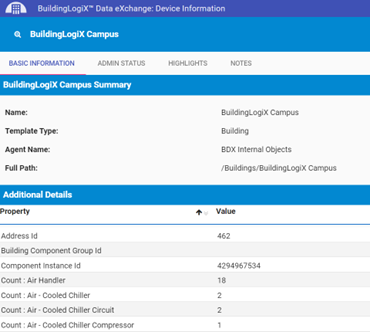 BuildingLogiX™ Data eXchange: Device Information
BuildingLogiX Campus
BASIC INFORMATION ADMIN STATUS HIGHLIGHTS NOTES
BuildingLogiX Campus Summary
Name: BuildingLogiX Campus
Template Type: Building
Agent Name: BDX Internal Objects
Full Path: /Buildings/BuildingLogiX Campus
Additional Details
Property Value
Address Id 462
Building Component Group Id
Component Instance Id 4294967534
Count : Air Handler 18
Count : Air - Cooled Chiller 2
Count : Air - Cooled Chiller Circuit 2
Count : Air - Cooled Chiller Compressor 1